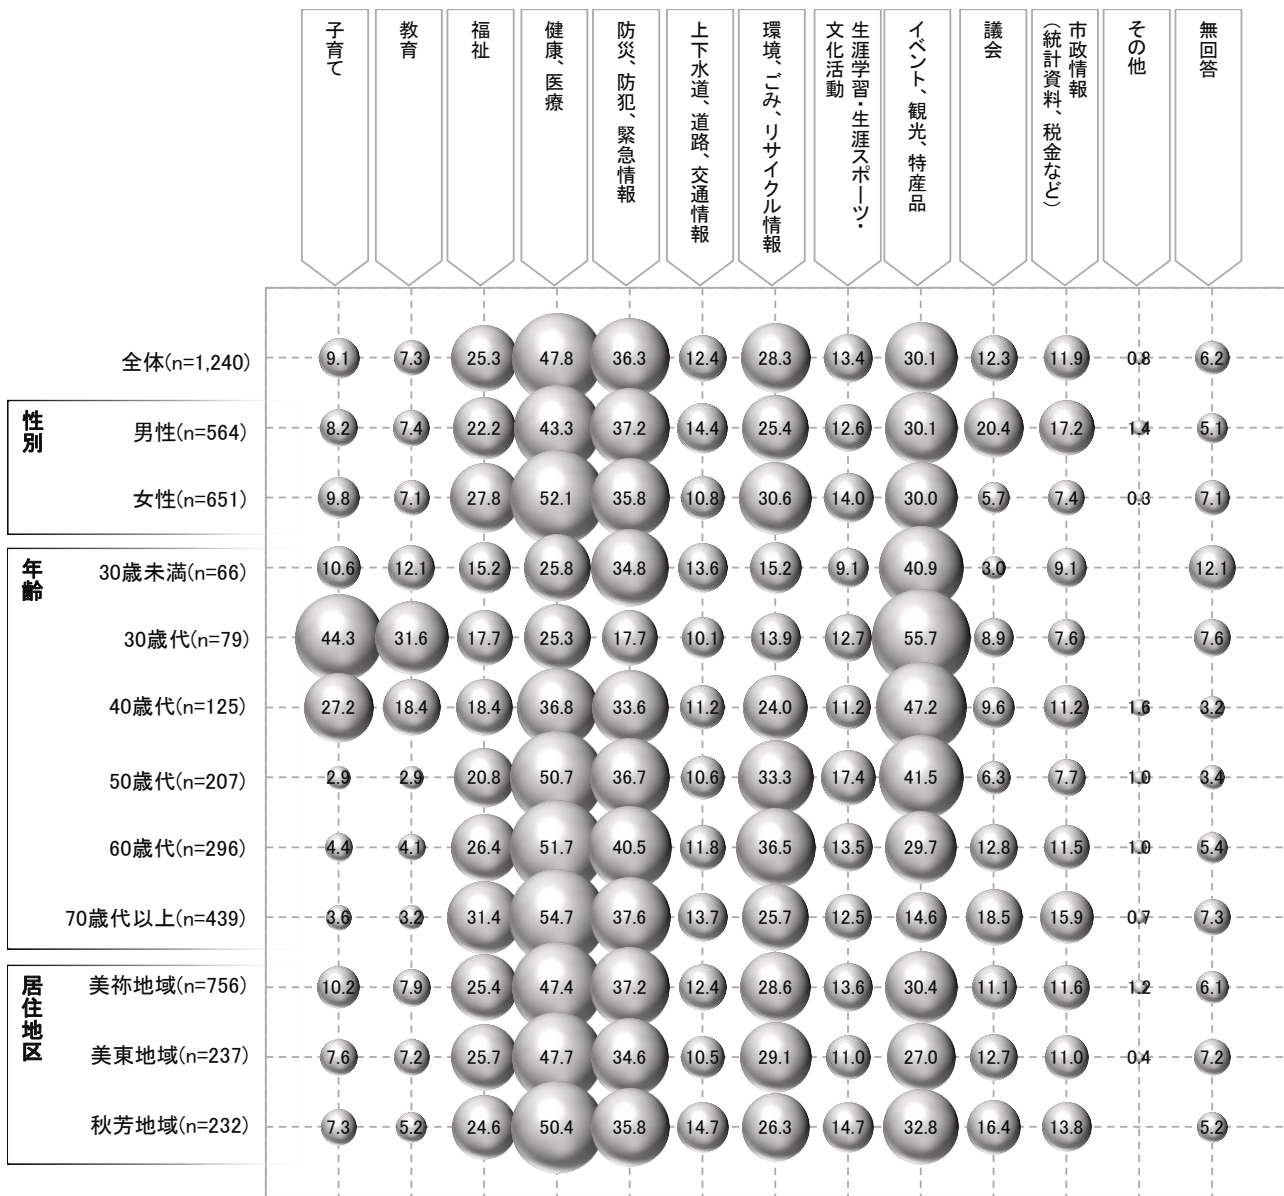 子育て
教育
福祉
健康、医療
防災、防犯、緊急情報
上下水道、道路、交通情報
環境、ごみ、リサイクル情報
生涯学習・生涯スポーツ・
文化活動
イベント、観光、特産品
議会
市政情報
（統計資料、税金など）
その他
無回答
全体(n=1,240) 9.1 7.3 25.3 47.8 36.3 12.4 28.3 13.4 30.1 12.3 11.9 0.8 6.2
性別
男性(n=564) 8.2 7.4 22.2 43.3 37.2 14.4 25.4 12.6 30.1 20.4 17.2 1.4 5.1
女性(n=651) 9.8 7.1 27.8 52.1 35.8 10.8 30.6 14.0 30.0 5.7 7.4 0.3 7.1
年齢
30歳未満(n=66) 10.6 12.1 15.2 25.8 34.8 13.6 15.2 9.1 40.9 3.0 9.1 12.1
30歳代(n=79) 44.3 31.6 17.7 25.3 17.7 10.1 13.9 12.7 55.7 8.9 7.6 7.6
40歳代(n=125) 27.2 18.4 18.4 36.8 33.6 11.2 24.0 11.2 47.2 9.6 11.2 1.6 3.2
50歳代(n=207) 2.9 2.9 20.8 50.7 36.7 10.6 33.3 17.4 41.5 6.3 7.7 1.0 3.4
60歳代(n=296) 4.4 4.1 26.4 51.7 40.5 11.8 36.5 13.5 29.7 12.8 11.5 1.0 5.4
70歳代以上(n=439) 3.6 3.2 31.4 54.7 37.6 13.7 25.7 12.5 14.6 18.5 15.9 0.7 7.3
居住地区
美祢地域(n=756) 10.2 7.9 25.4 47.4 37.2 12.4 28.6 13.6 30.4 11.1 11.6 1.2 6.1
美東地域(n=237) 7.6 7.2 25.7 47.7 34.6 10.5 29.1 11.0 27.0 12.7 11.0 0.4 7.2
秋芳地域(n=232) 7.3 5.2 24.6 50.4 35.8 14.7 26.3 14.7 32.8 16.4 13.8 5.2